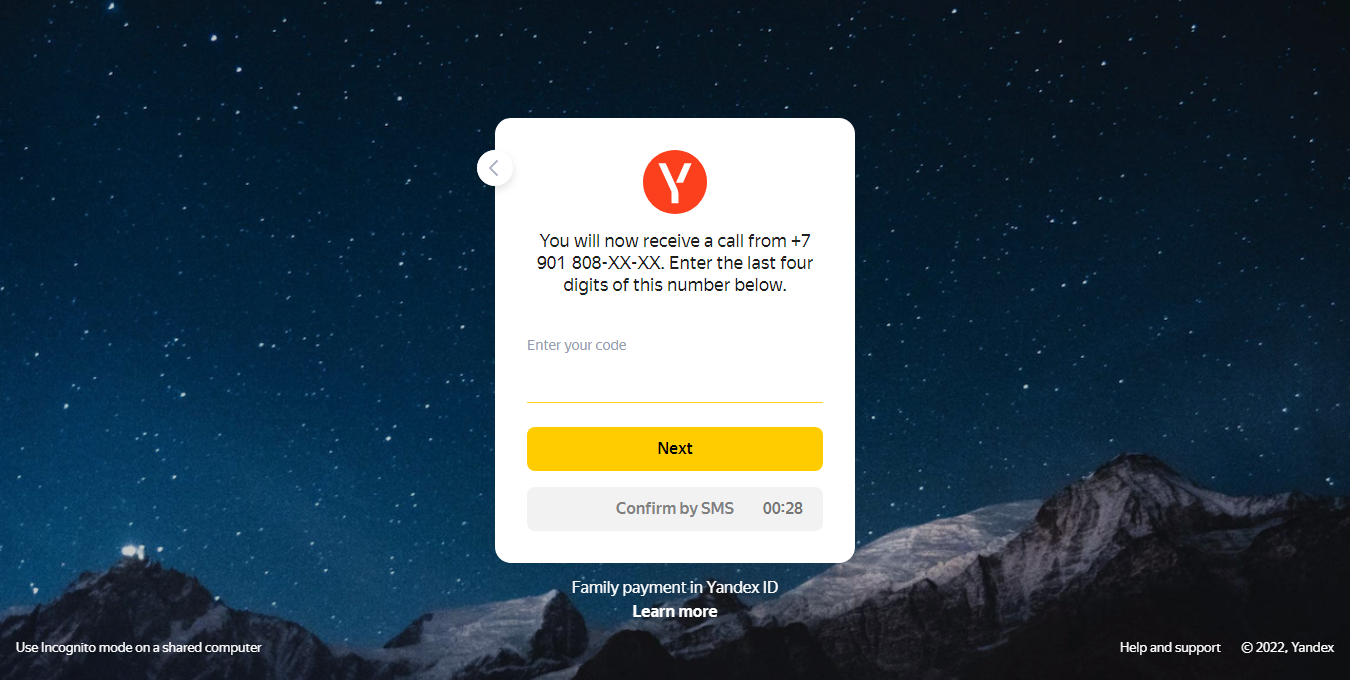 Y
You will now receive a call from +7
901 808-XX-XX. Enter the last four
digits of this number below.
Enter your code
Next
Confirm by SMS 00:28
Family payment in Yandex ID
Learn more
Use Incognito mode on a shared computer
Help and support © 2022, Yandex